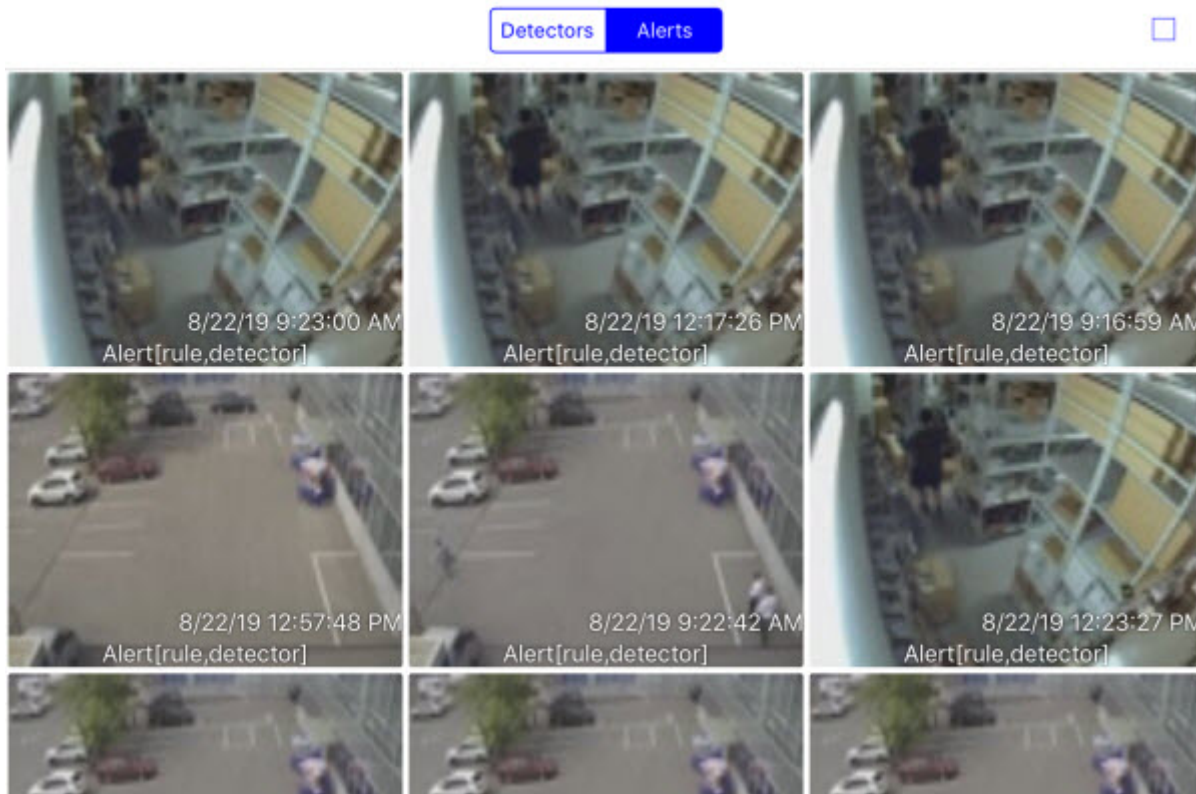 Detectors Alerts
8/22/19 9:23:00 AM
Alert[rule,detector]
8/22/19 12:17:26 PM
Alert[rule,detector]
8/22/19 9:16:59 AM
Alert[rule,detector]
8/22/19 12:57:48 PM
Alert[rule,detector]
8/22/19 9:22:42 AM
Alert[rule,detector]
8/22/19 12:23:27 PM
Alert[rule,detector]